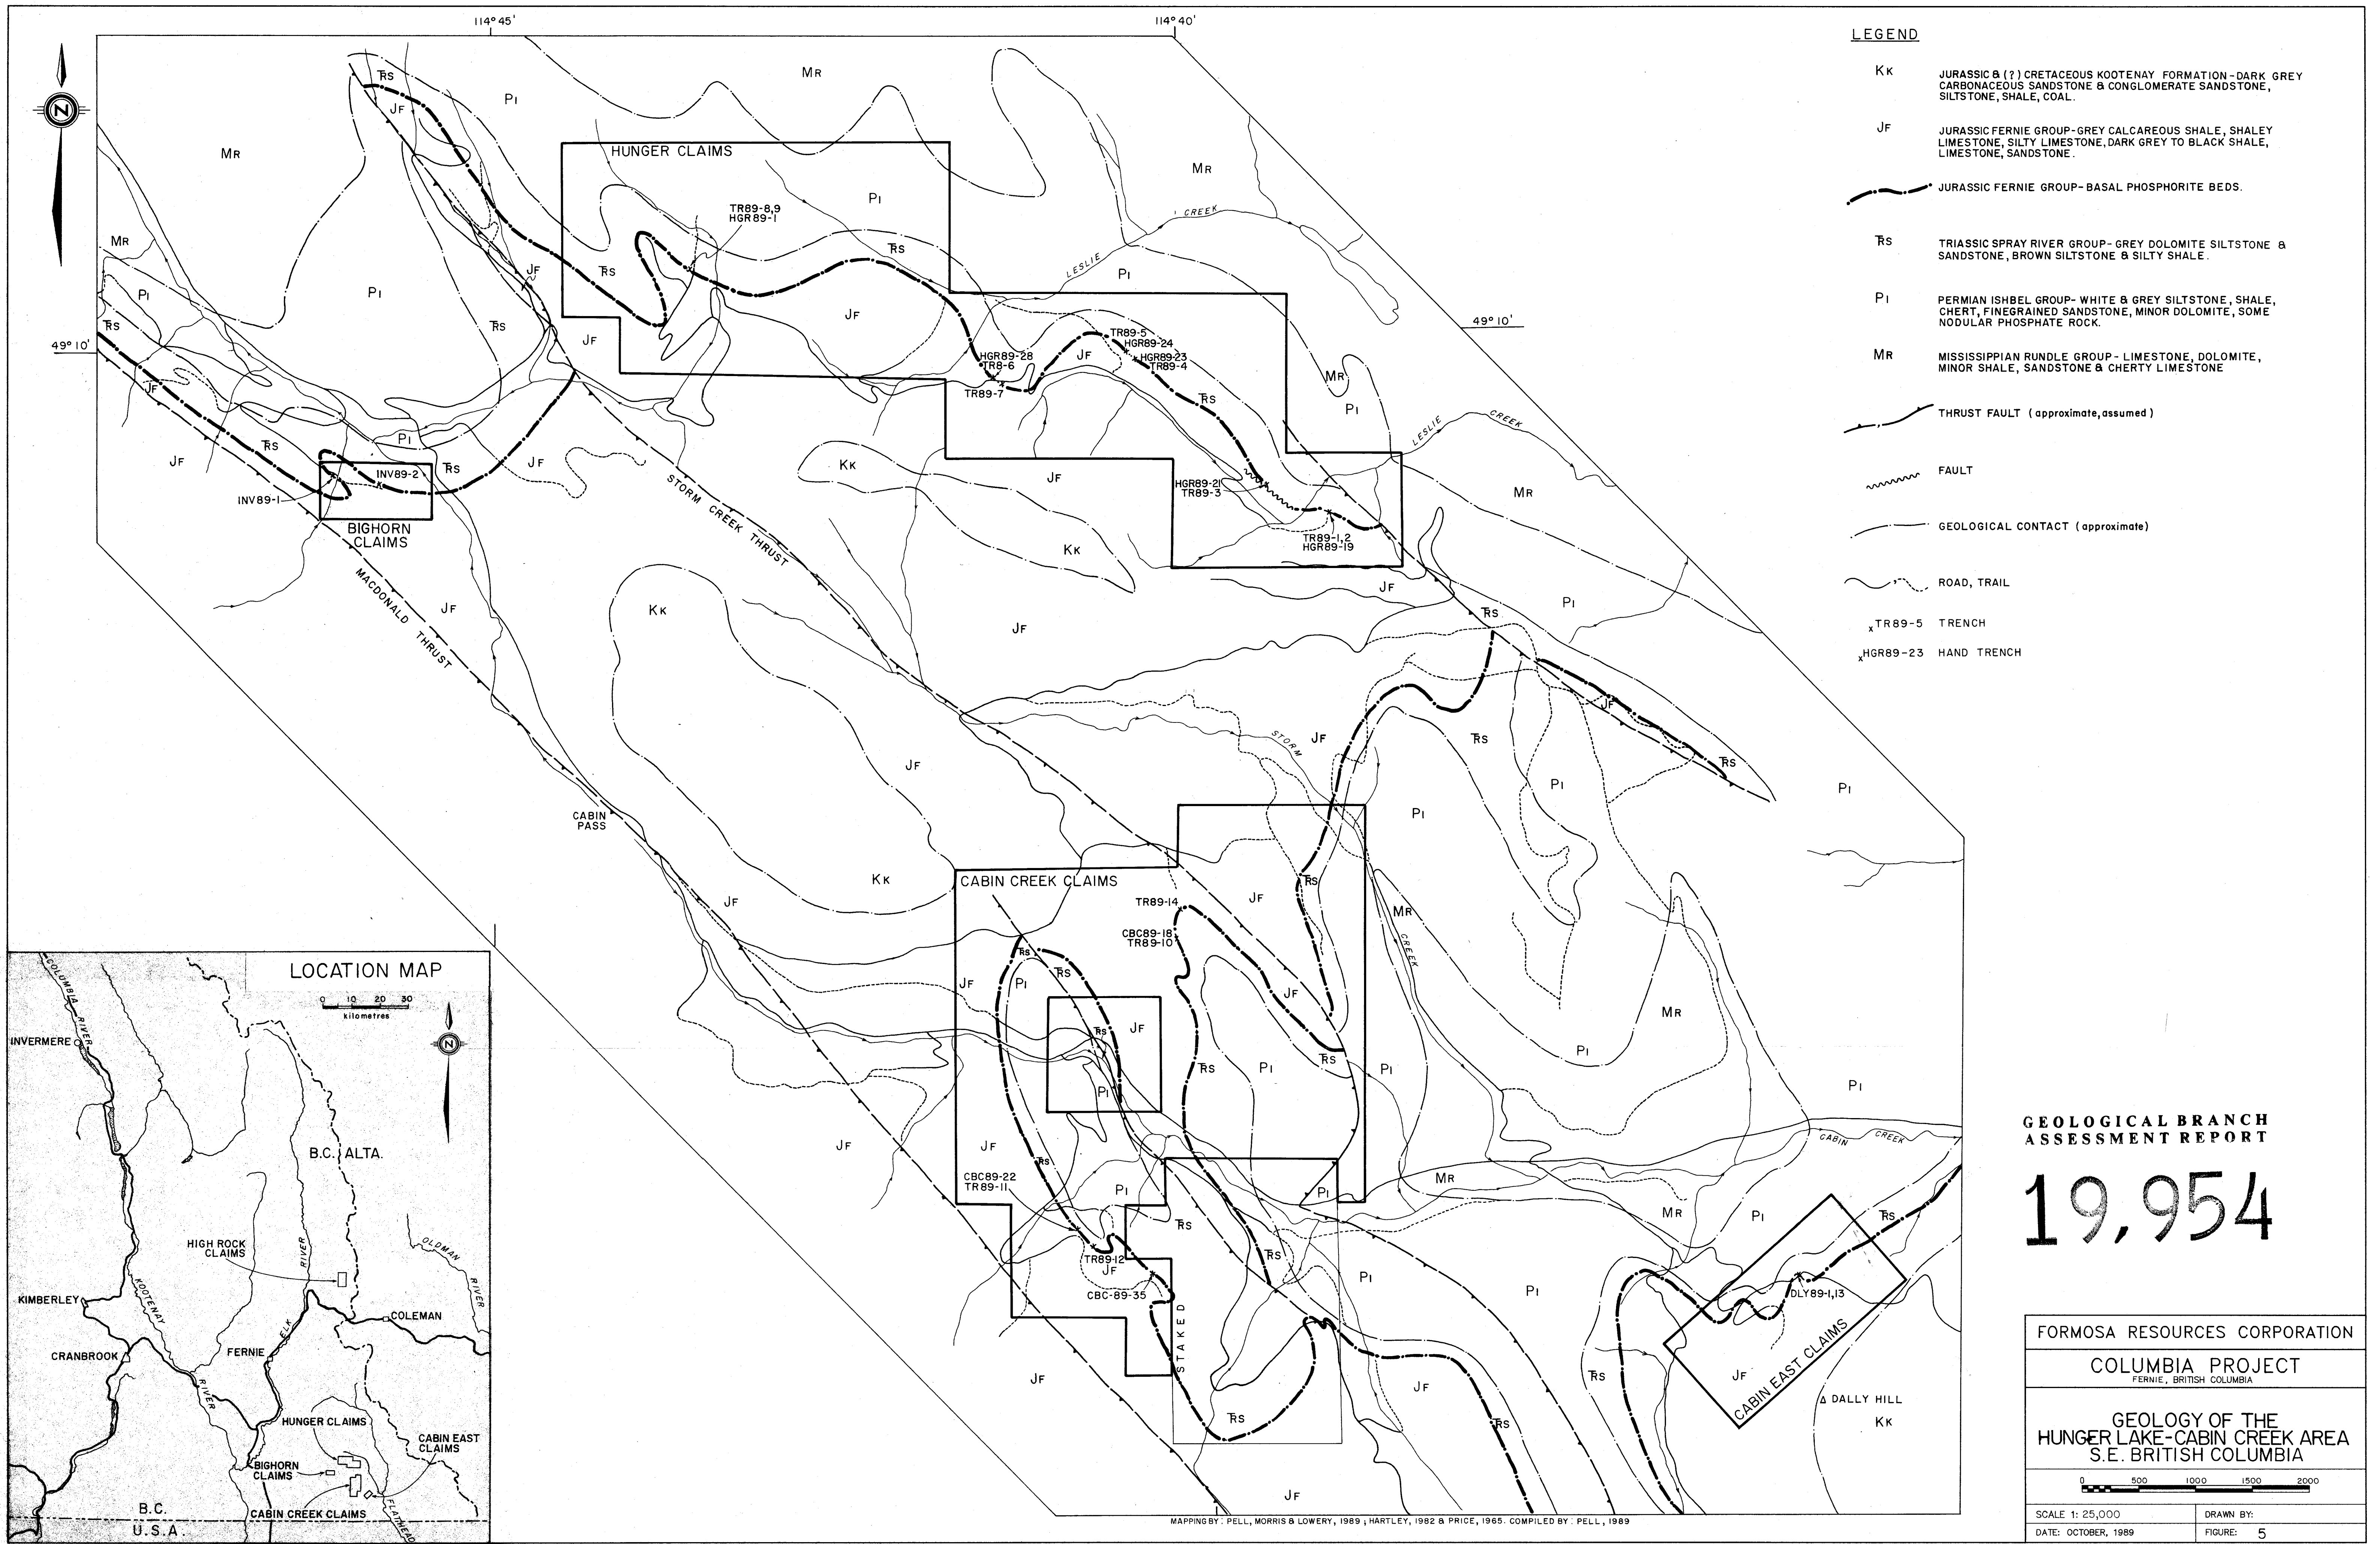 114° 45'
114° 40'
LEGEND
KK
JURASSIC & (?) CRETACEOUS KOOTENAY FORMATION-DARK GREY
CARBONACEOUS SANDSTONE & CONGLOMERATE SANDSTONE,
SILTSTONE, SHALE, COAL.
JF
JURASSIC FERNIE GROUP-GREY CALCAREOUS SHALE, SHALEY
LIMESTONE, SILTY LIMESTONE, DARK GREY TO BLACK SHALE,
LIMESTONE, SANDSTONE.
JURASSIC FERNIE GROUP-BASAL PHOSPHORITE BEDS.
TRS
TRIASSIC SPRAY RIVER GROUP-GREY DOLOMITE SILTSTONE &
SANDSTONE, BROWN SILTSTONE & SILTY SHALE.
PI
PERMIAN ISHBEL GROUP-WHITE & GREY SILTSTONE, SHALE,
CHERT, FINEGRAINED SANDSTONE, MINOR DOLOMITE, SOME
NODULAR PHOSPHATE ROCK.
MR
MISSISSIPPIAN RUNDLE GROUP-LIMESTONE, DOLOMITE,
MINOR SHALE, SANDSTONE & CHERTY LIMESTONE
THRUST FAULT (approximate, assumed)
FAULT
GEOLOGICAL CONTACT (approximate)
ROAD, TRAIL
xTR89-5 TRENCH
xHGR89-23 HAND TRENCH
N
49° 10'
49° 10'
HUNGER CLAIMS
TR89-8,9
HGR89-1
LESLIE CREEK
HGR89-28
TR8-6
TR89-7
TR89-5
HGR89-24
HGR89-23
TR89-4
LESLIE CREEK
HGR89-21
TR89-3
TR89-1,2
HGR89-19
INV89-2
INV89-1
BIGHORN
CLAIMS
STORM CREEK THRUST
MACDONALD THRUST
CABIN
PASS
STORM
CREEK
CABIN CREEK CLAIMS
TR89-14
CBC89-18
TR89-10
CBC89-22
TR89-11
TR89-12
CBC-89-35
STAKED
CABIN CREEK
DLY89-1,13
CABIN EAST CLAIMS
DALLY HILL
KK
MAPPING BY: PELL, MORRIS & LOWERY, 1989; HARTLEY, 1982 & PRICE, 1965. COMPILED BY: PELL, 1989
LOCATION MAP
0 10 20 30
kilometres
N
COLUMBIA RIVER
INVERMERE
B.C. ALTA.
HIGH ROCK
CLAIMS
RIVER
OLDMAN RIVER
KIMBERLEY
KOOTENAY
RIVER
COLEMAN
CRANBROOK
FERNIE
ELK
HUNGER CLAIMS
CABIN EAST
CLAIMS
BIGHORN
CLAIMS
CABIN CREEK CLAIMS
FLATHEAD
B.C.
U.S.A.
GEOLOGICAL BRANCH
ASSESSMENT REPORT
19,954
FORMOSA RESOURCES CORPORATION
COLUMBIA PROJECT
FERNIE, BRITISH COLUMBIA
GEOLOGY OF THE
HUNGER LAKE-CABIN CREEK AREA
S.E. BRITISH COLUMBIA
0 500 1000 1500 2000
SCALE 1: 25,000
DRAWN BY:
DATE: OCTOBER, 1989
FIGURE: 5